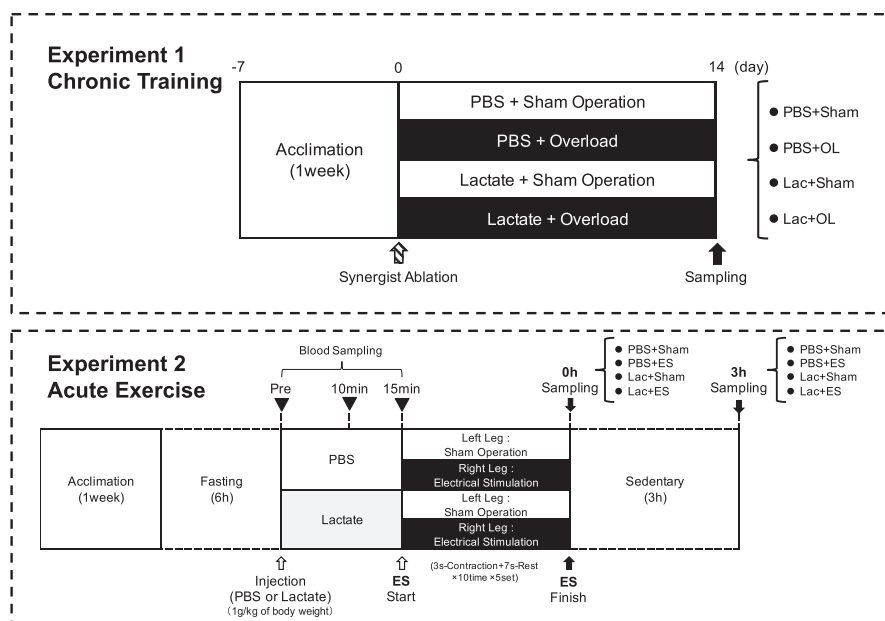 Experiment 1
Chronic Training
-7
0
14
(day)
Acclimation
(1week)
PBS + Sham Operation
PBS + Overload
Lactate + Sham Operation
Lactate + Overload
● PBS+Sham
● PBS+OL
● Lac+Sham
● Lac+OL
Synergist Ablation
Sampling
Experiment 2
Acute Exercise
Blood Sampling
Pre
10min
15min
0h
Sampling
● PBS+Sham
● PBS+ES
● Lac+Sham
● Lac+ES
3h
Sampling
● PBS+Sham
● PBS+ES
● Lac+Sham
● Lac+ES
Acclimation
(1week)
Fasting
(6h)
PBS
Lactate
Left Leg :
Sham Operation
Right Leg :
Electrical Stimulation
Left Leg :
Sham Operation
Right Leg :
Electrical Stimulation
Sedentary
(3h)
Injection
(PBS or Lactate)
(1g/kg of body weight)
ES
Start
(3s-Contraction+7s-Rest
×10time ×5set)
ES
Finish